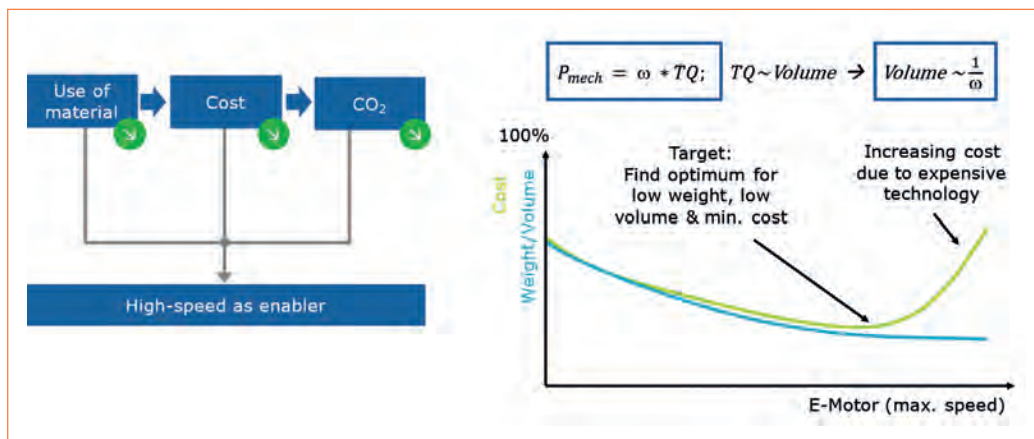 Use of
material
Cost
CO₂
High-speed as enabler
P_mech = ω * TQ; TQ~Volume → Volume ~ 1/ω
100%
Cost
Weight/Volume
Target:
Find optimum for
low weight, low
volume & min. cost
Increasing cost
due to expensive
technology
E-Motor (max. speed)